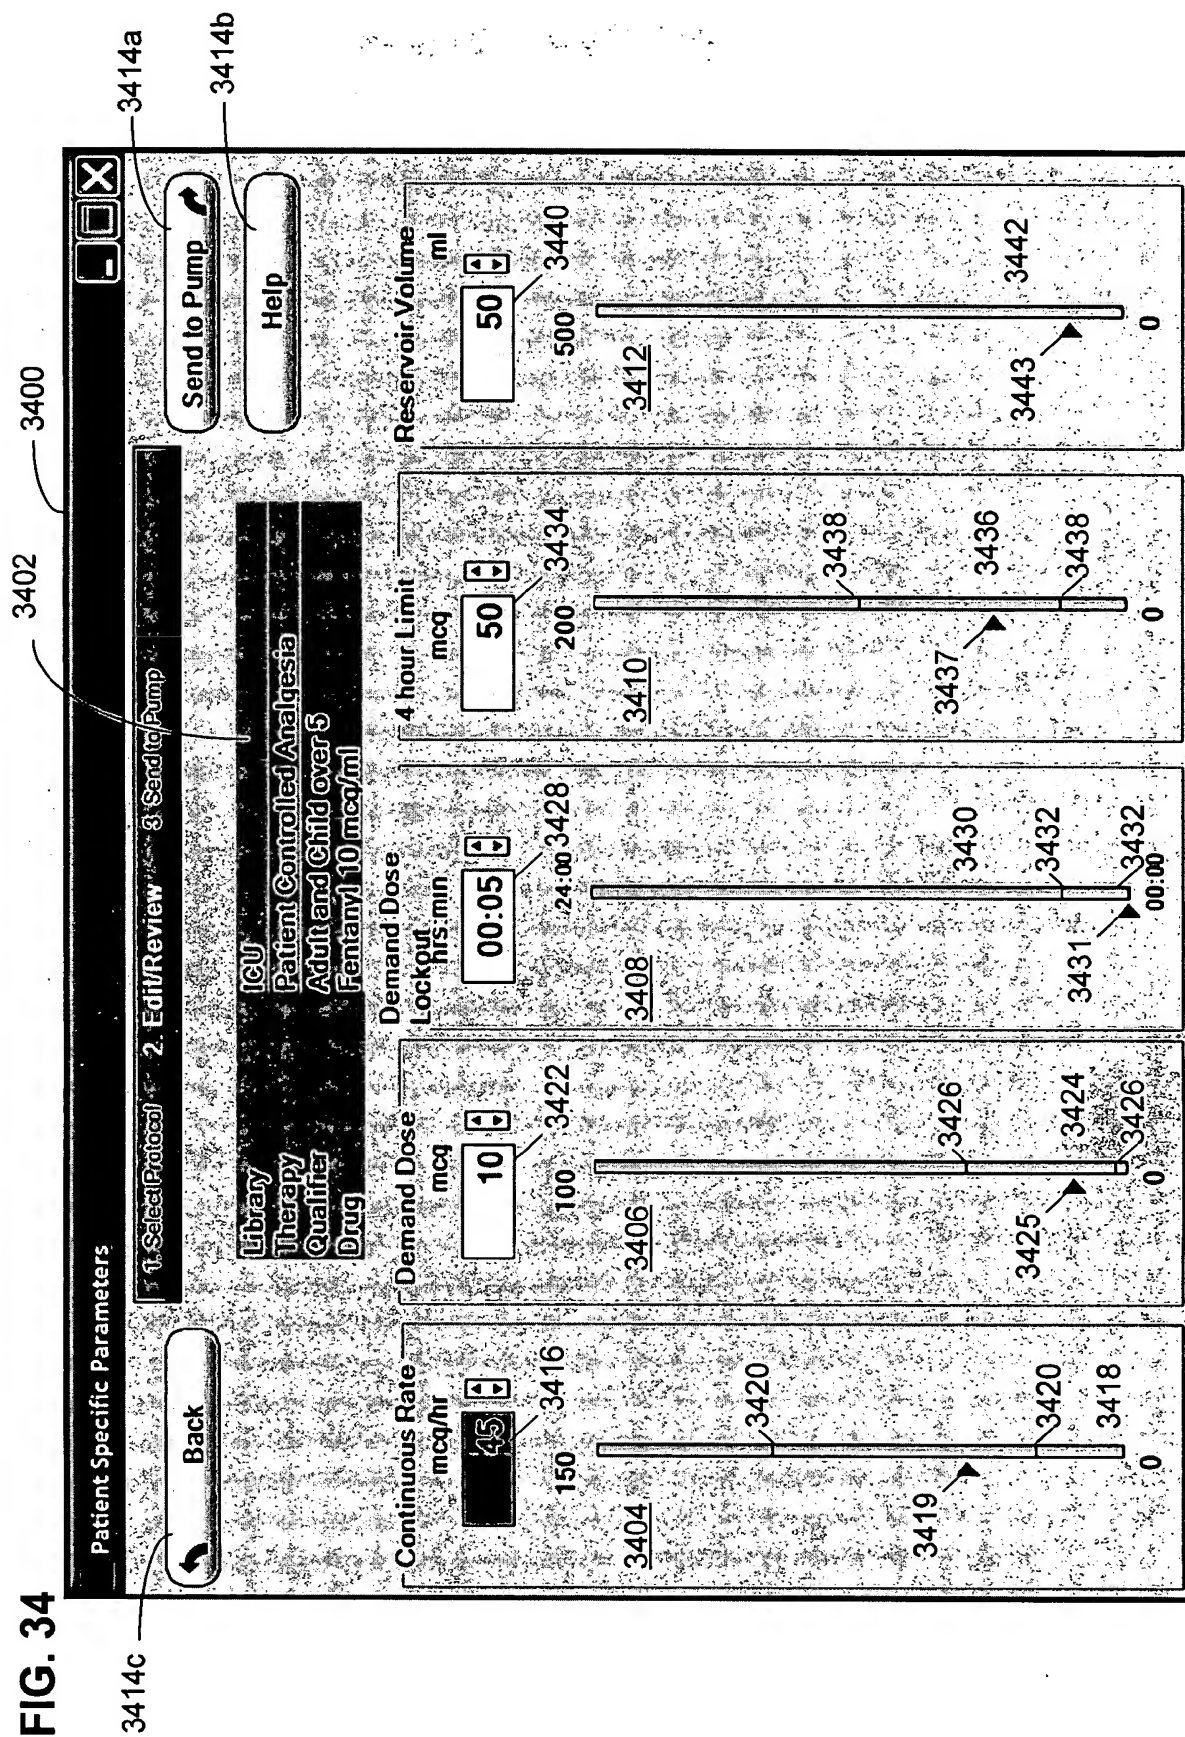 FIG. 34
3400
3402
3414a
3414b
3414c
Patient Specific Parameters
Back
1. Select Protocol 2. Edit/Review 3. Send to Pump
Send to Pump
Help
Library ICU
Therapy Patient Controlled Analgesia
Qualifier Adult and Child over 5
Drug Fentanyl 10 mcg/ml
Continuous Rate
mcg/hr
45
3416
150
3404
3420
3419
3420
3418
0
Demand Dose
mcg
10
3422
100
3406
3426
3424
3425
3426
0
Demand Dose
Lockout
hrs:min
00:05
3428
24:00
3408
3430
3432
3431
3432
00:00
4 hour Limit
mcg
50
3434
200
3410
3438
3436
3437
3438
0
Reservoir Volume
ml
50
3440
500
3412
3442
3443
0